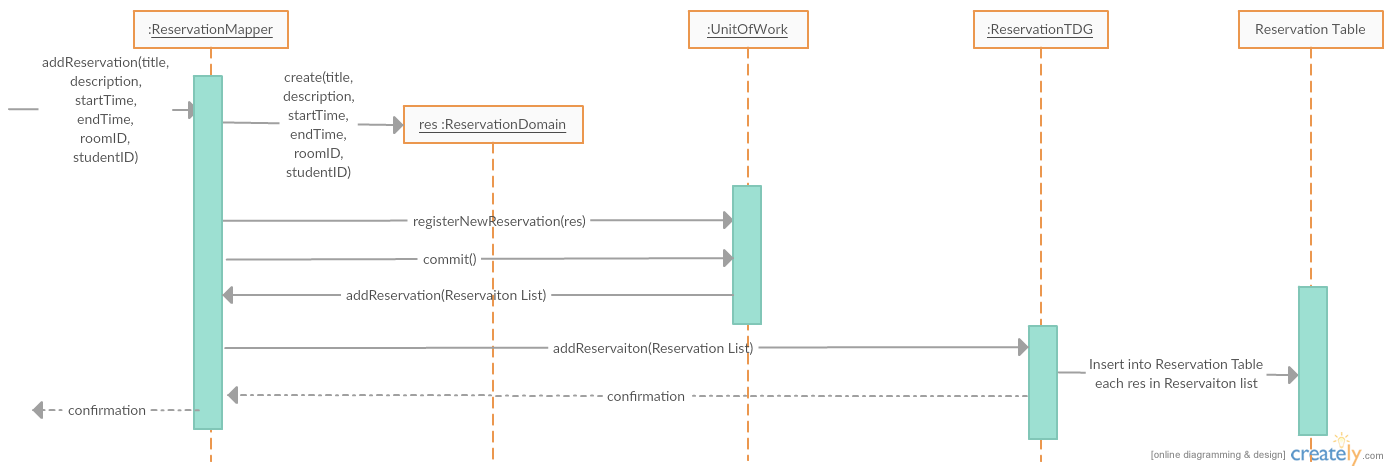 :ReservationMapper
:UnitOfWork
:ReservationTDG
Reservation Table
addReservation(title,
description,
startTime,
endTime,
roomID,
studentID)
create(title,
description,
startTime,
endTime,
roomID,
studentID)
res :ReservationDomain
registerNewReservation(res)
commit()
addReservation(Reservaiton List)
addReservaiton(Reservation List)
Insert into Reservation Table
each res in Reservaiton list
confirmation
confirmation
[online diagramming & design] creately.com